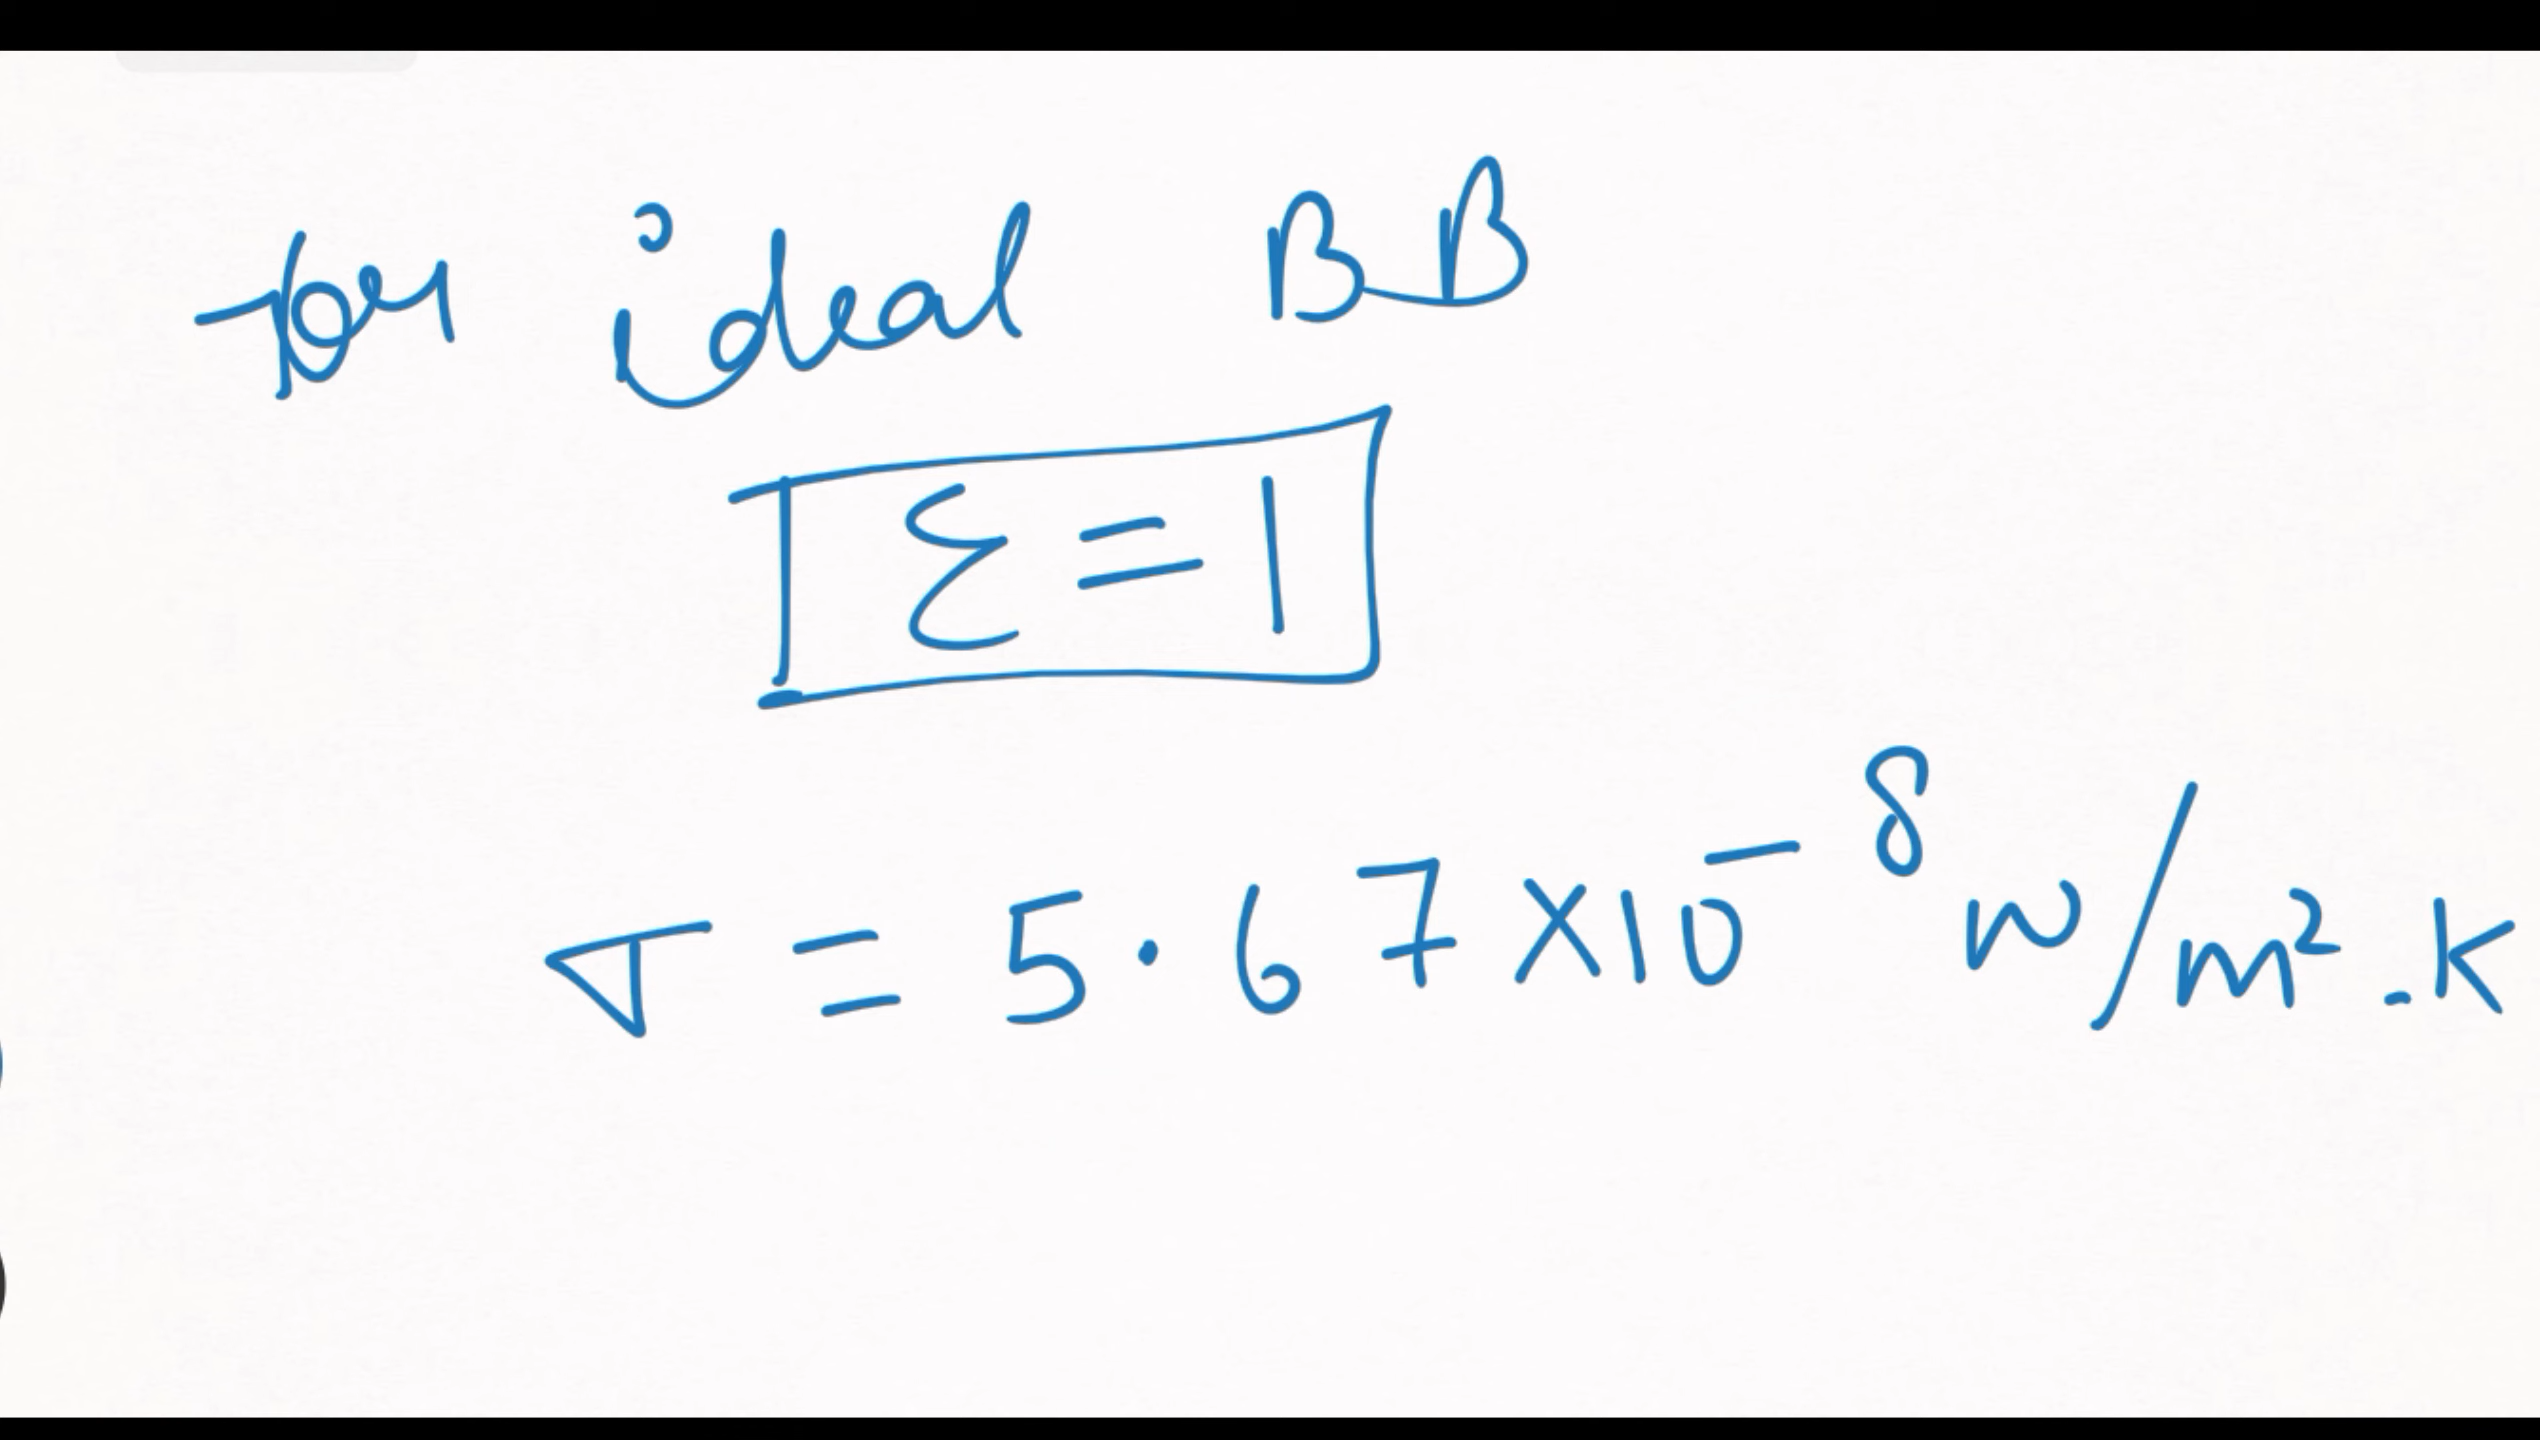 for ideal BB
ε = 1
σ = 5.67 × 10⁻⁸ W/m².K